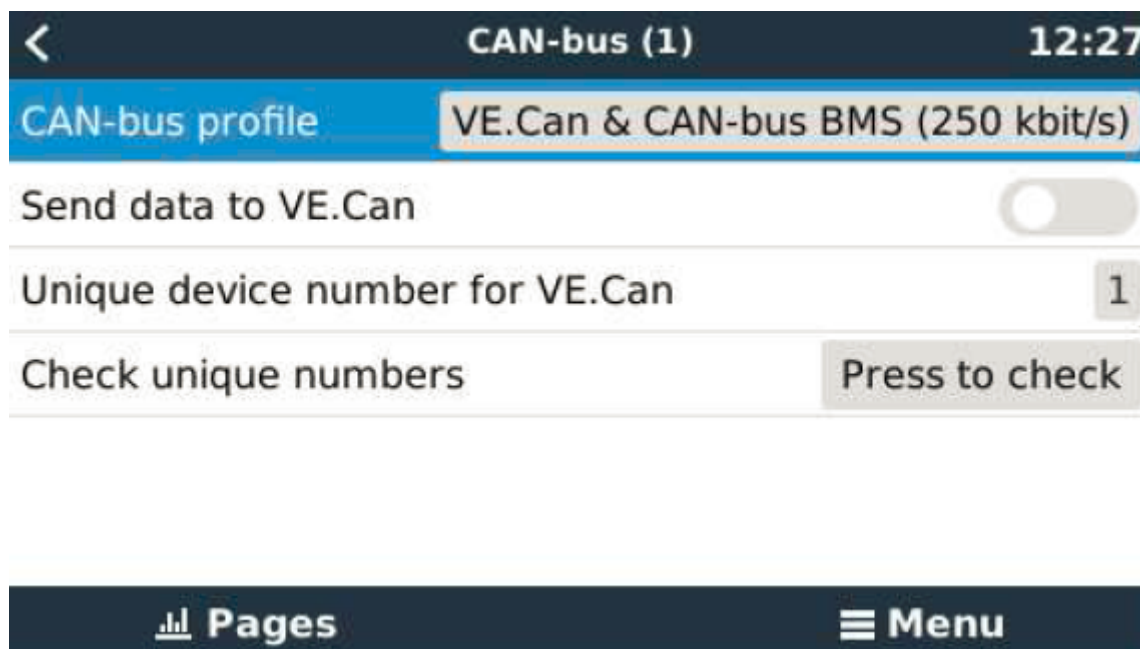 CAN-bus (1) 12:27
CAN-bus profile VE.Can & CAN-bus BMS (250 kbit/s)
Send data to VE.Can
Unique device number for VE.Can 1
Check unique numbers Press to check
Pages Menu